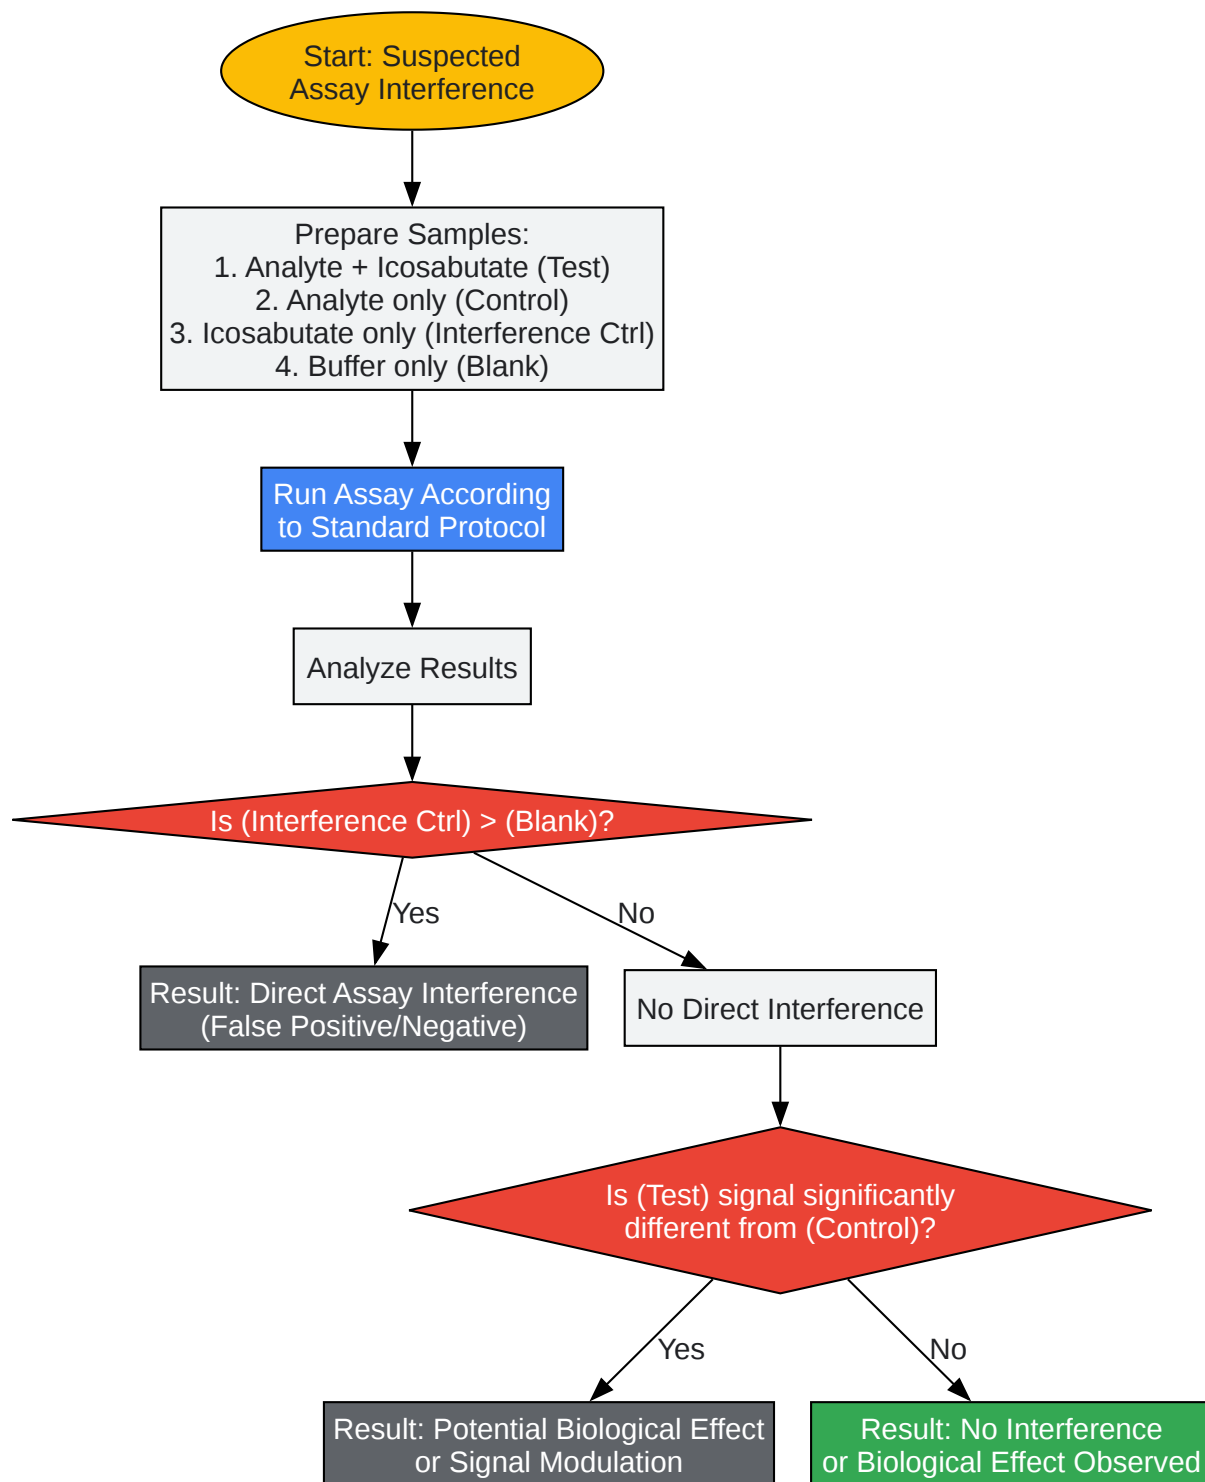 Start: Suspected
Assay Interference
Prepare Samples:
1. Analyte + Icosabutate (Test)
2. Analyte only (Control)
3. Icosabutate only (Interference Ctrl)
4. Buffer only (Blank)
Run Assay According
to Standard Protocol
Analyze Results
Is (Interference Ctrl) > (Blank)?
Yes
No
Result: Direct Assay Interference
(False Positive/Negative)
No Direct Interference
Is (Test) signal significantly
different from (Control)?
Yes
No
Result: Potential Biological Effect
or Signal Modulation
Result: No Interference
or Biological Effect Observed